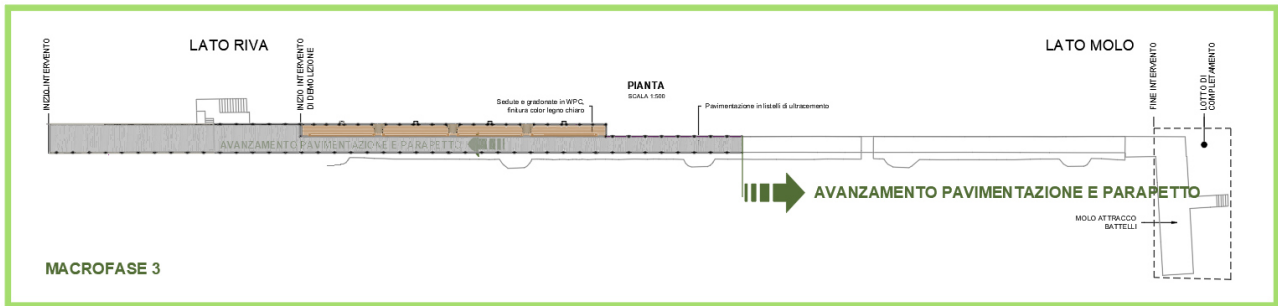 LATO RIVA
LATO MOLO
INIZIO INTERVENTO
INIZIO INTERVENTO
DI DEMOLIZIONE
PIANTA
SCALA 1:500
Sedute e gradonate in WPC,
finitura color legno chiaro
Pavimentazione in listelli di ultracemento
FINE INTERVENTO
LOTTO DI
COMPLETAMENTO
AVANZAMENTO PAVIMENTAZIONE E PARAPETTO
AVANZAMENTO PAVIMENTAZIONE E PARAPETTO
MOLO ATTRACCO
BATTELLI
MACROFASE 3